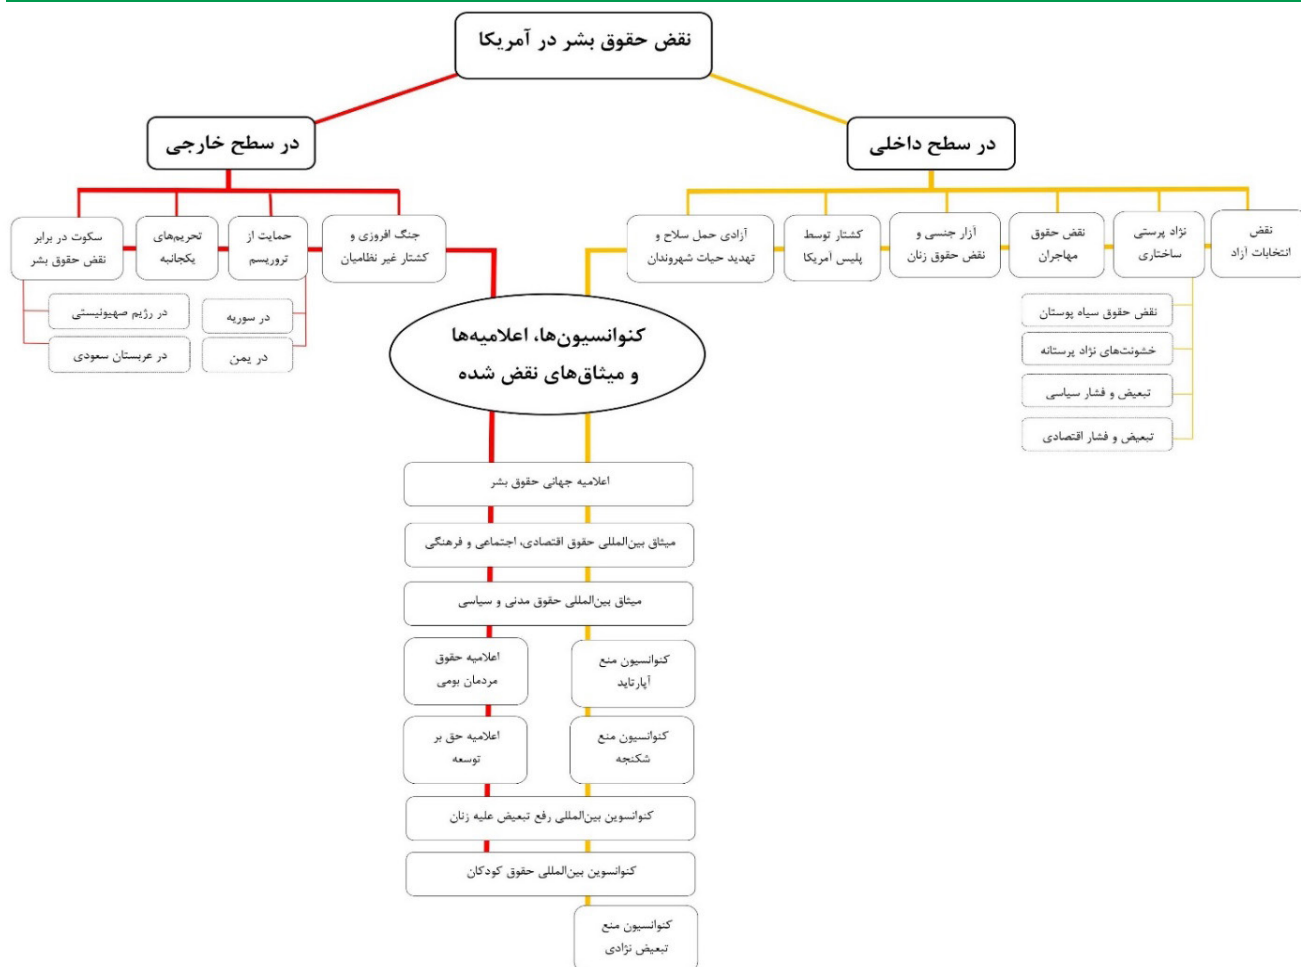 نقض حقوق بشر در آمریکا
در سطح داخلی
در سطح خارجی
نقض
انتخابات آزاد
نژاد پرستی
ساختاری
نقض حقوق
مهاجران
آزار جنسی و
نقض حقوق زنان
کشتار توسط
پلیس آمریکا
آزادی حمل سلاح و
تهدید حیات شهروندان
جنگ افروزی و
کشتار غیر نظامیان
حمایت از
تروریسم
تحریم‌های
یکجانبه
سکوت در برابر
نقض حقوق بشر
نقض حقوق سیاه پوستان
خشونت‌های نژاد پرستانه
تبعیض و فشار سیاسی
تبعیض و فشار اقتصادی
در سوریه
در یمن
در رژیم صهیونیستی
در عربستان سعودی
کنوانسیون‌ها، اعلامیه‌ها
و میثاق‌های نقض شده
اعلامیه جهانی حقوق بشر
میثاق بین‌المللی حقوق اقتصادی، اجتماعی و فرهنگی
میثاق بین‌المللی حقوق مدنی و سیاسی
کنوانسیون منع
آپارتاید
اعلامیه حقوق
مردمان بومی
کنوانسیون منع
شکنجه
اعلامیه حق بر
توسعه
کنوانسوین بین‌المللی رفع تبعیض علیه زنان
کنوانسوین بین‌المللی حقوق کودکان
کنوانسیون منع
تبعیض نژادی